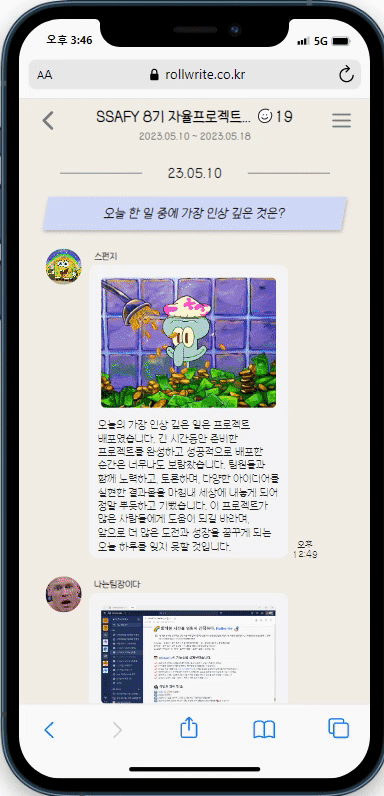 오후 3:46
5G
AA
rollwrite.co.kr
SSAFY 8기 자율프로젝트... 19
2023.05.10 ~ 2023.05.18
23.05.10
오늘 한 일 중에 가장 인상 깊은 것은?
스펀지
오늘의 가장 인상 깊은 일은 프로젝트
배포였습니다. 긴 시간동안 준비한
프로젝트를 완성하고 성공적으로 배포한
순간은 너무나도 보람찼습니다. 팀원들과
함께 노력하고, 토론하며, 다양한 아이디어를
실현한 결과물을 마침내 세상에 내놓게 되어
정말 뿌듯하고 기뻤습니다. 이 프로젝트가
많은 사람들에게 도움이 되길 바라며,
앞으로 더 많은 도전과 성장을 꿈꾸게 되는
오늘 하루를 잊지 못할 것입니다.
오후
12:49
나는팀장이다